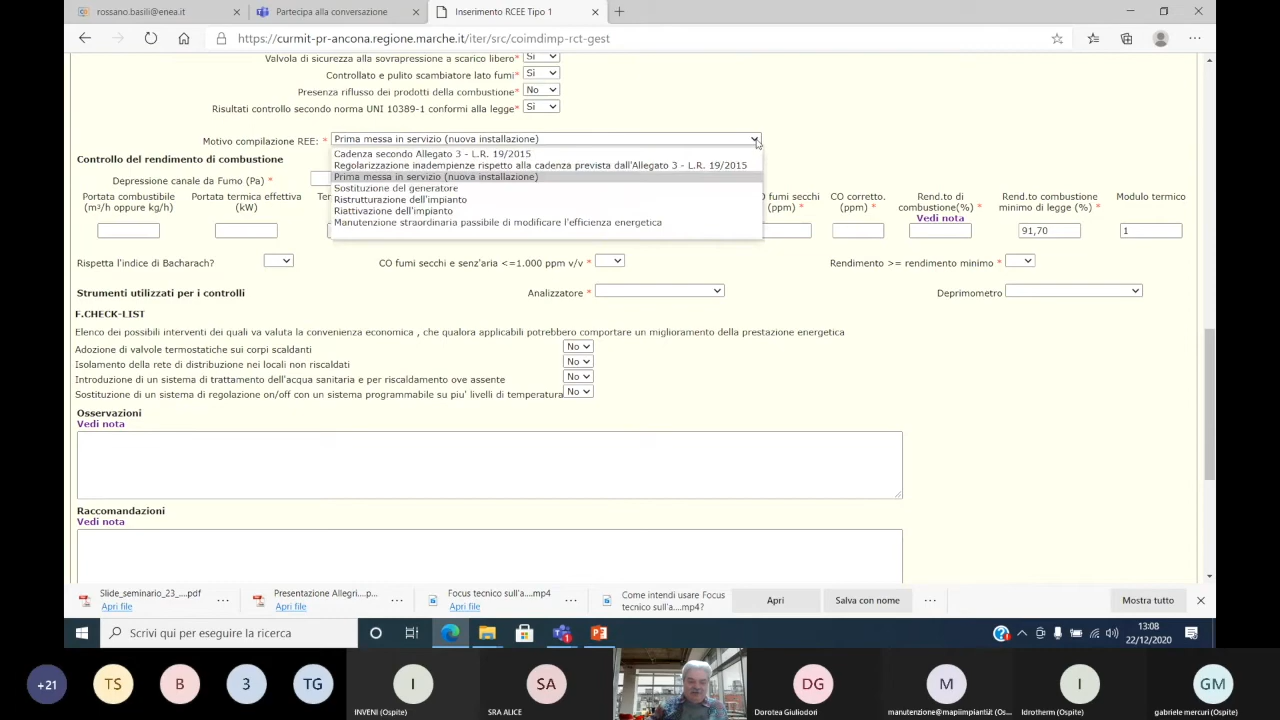 rossano.basili@enea.it
Partecipa alla conversazione
Inserimento RCEE Tipo 1
https://curmit-pr-ancona.regione.marche.it/iter/src/coimdimp-rct-gest
Valvola di sicurezza alla sovrapressione a scarico libero* Sì
Controllato e pulito scambiatore lato fumi* Sì
Presenza riflusso dei prodotti della combustione* No
Risultati controllo secondo norma UNI 10389-1 conformi alla legge* Sì
Motivo compilazione REE: * Prima messa in servizio (nuova installazione)
Cadenza secondo Allegato 3 - L.R. 19/2015
Controllo del rendimento di combustione
Regolarizzazione inadempienze rispetto alla cadenza prevista dall'Allegato 3 - L.R. 19/2015
Prima messa in servizio (nuova installazione)
Depressione canale da Fumo (Pa) *
Sostituzione del generatore
Ristrutturazione dell'impianto
Riattivazione dell'impianto
Manutenzione straordinaria passibile di modificare l'efficienza energetica
Portata combustibile (m³/h oppure kg/h)
Portata termica effettiva (kW)
CO fumi secchi (ppm) *
CO corretto. (ppm) *
Rend.to di combustione(%) *
Vedi nota
Rend.to combustione minimo di legge (%) *
Modulo termico
91,70
1
Rispetta l'indice di Bacharach?
CO fumi secchi e senz'aria <=1.000 ppm v/v *
Rendimento >= rendimento minimo *
Strumenti utilizzati per i controlli
Analizzatore *
Deprimometro
F.CHECK-LIST
Elenco dei possibili interventi dei quali va valuta la convenienza economica , che qualora applicabili potrebbero comportare un miglioramento della prestazione energetica
Adozione di valvole termostatiche sui corpi scaldanti No
Isolamento della rete di distribuzione nei locali non riscaldati No
Introduzione di un sistema di trattamento dell'acqua sanitaria e per riscaldamento ove assente No
Sostituzione di un sistema di regolazione on/off con un sistema programmabile su piu' livelli di temperatura No
Osservazioni
Vedi nota
Raccomandazioni
Vedi nota
Slide_seminario_23_....pdf
Apri file
Presentazione Allegri....p...
Apri file
Focus tecnico sull'a....mp4
Apri file
Come intendi usare Focus tecnico sull'a....mp4?
Apri
Salva con nome
Mostra tutto
Scrivi qui per eseguire la ricerca
13:08
22/12/2020
+21
TS
B
3
TG
I
INVENI (Ospite)
SA
SRA ALICE
DG
Dorotea Giuliodori
M
manutenzione@mapiimpianti.it (Os...
I
Idrotherm (Ospite)
GM
gabriele mercuri (Ospite)